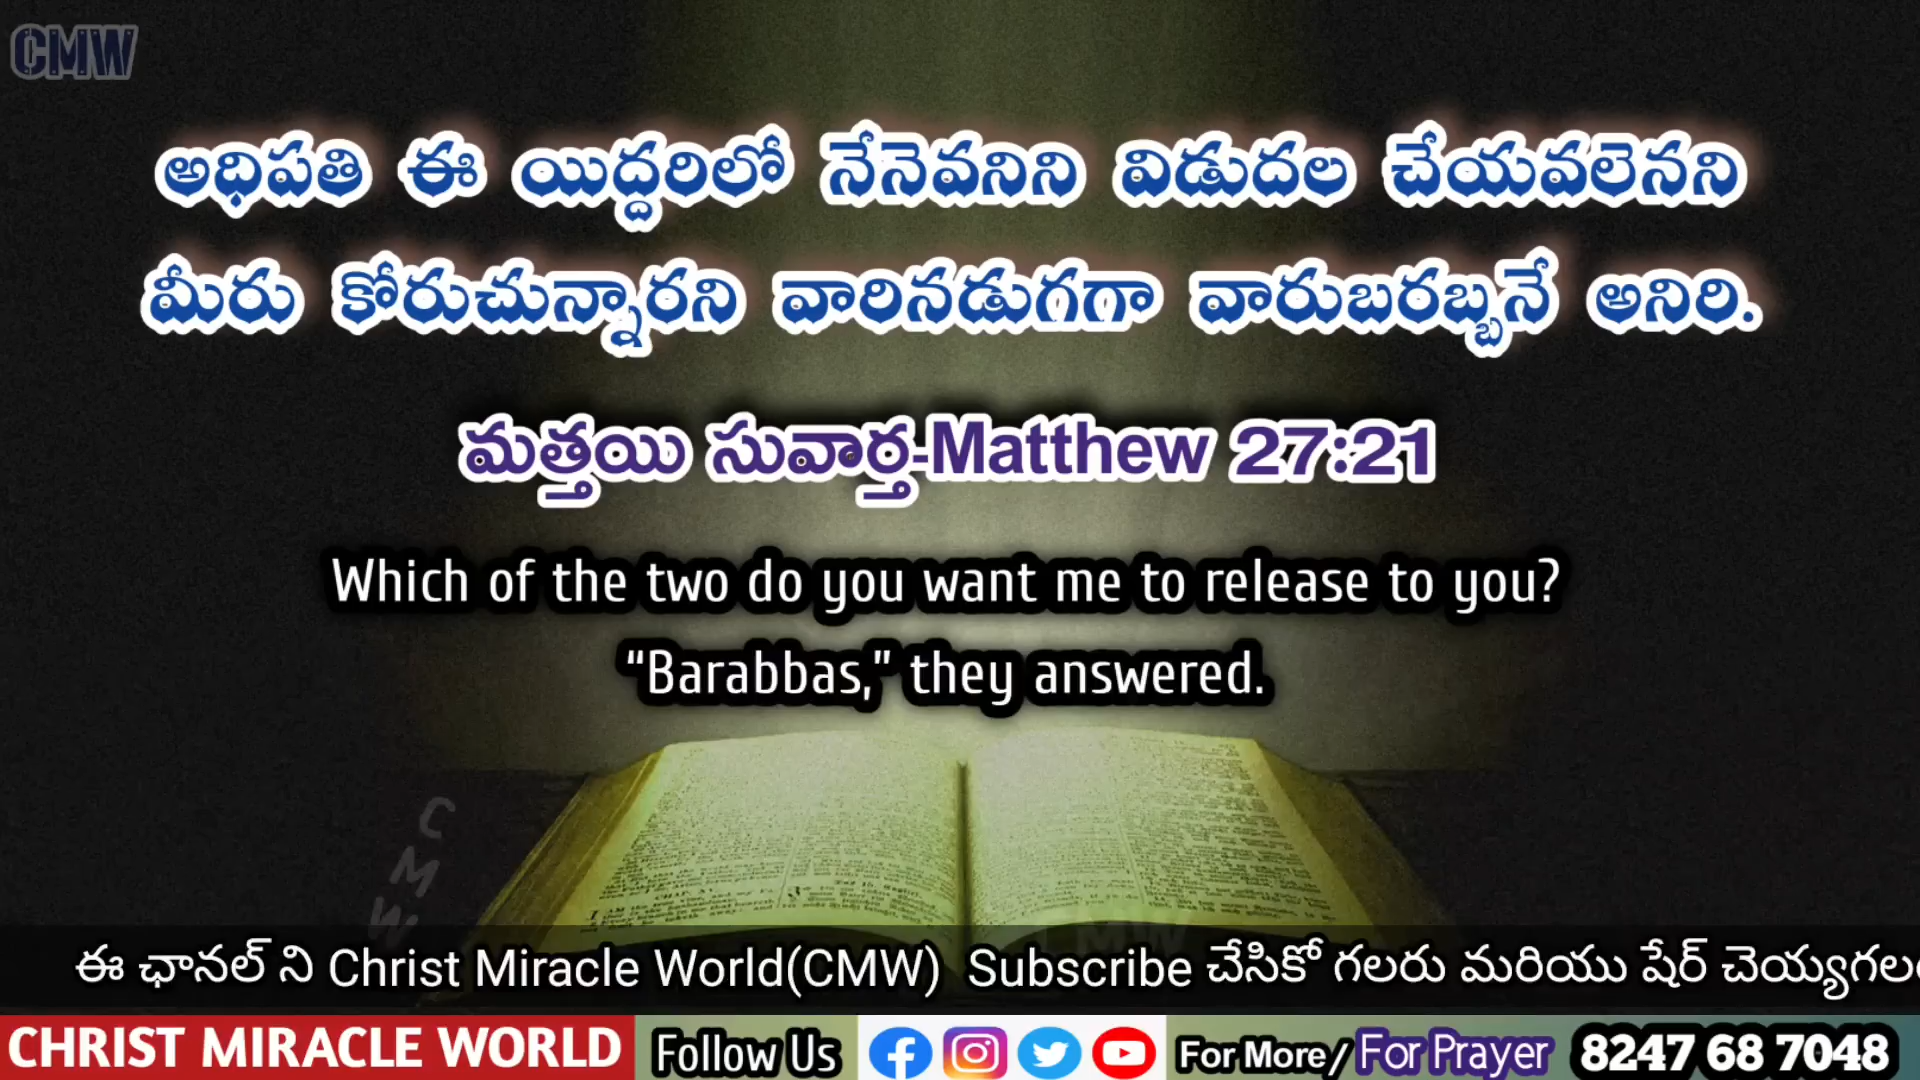 CMW
అధిపతి ఈ యిద్దరిలో నేనెవనిని విడుదల చేయవలెనని
మీరు కోరుచున్నారని వారినడుగగా వారుబరబ్బనే అనిరి.
మత్తయి సువార్త-Matthew 27:21
Which of the two do you want me to release to you?
“Barabbas,” they answered.
C
M
W
CMW
ఈ ఛానల్ ని Christ Miracle World(CMW) Subscribe చేసికో గలరు మరియు షేర్ చెయ్యగల
CHRIST MIRACLE WORLD Follow Us For More/ For Prayer 8247 68 7048